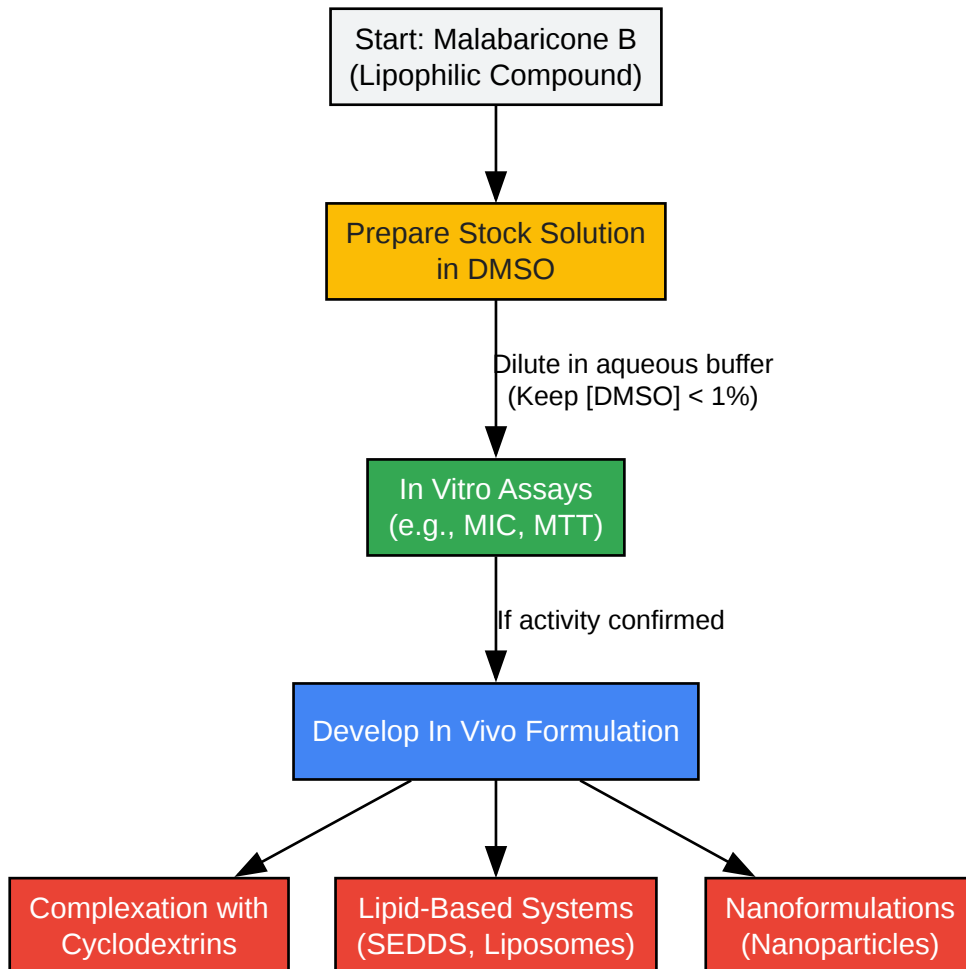 Start: Malabaricone B
(Lipophilic Compound)
Prepare Stock Solution
in DMSO
Dilute in aqueous buffer
(Keep [DMSO] < 1%)
In Vitro Assays
(e.g., MIC, MTT)
If activity confirmed
Develop In Vivo Formulation
Complexation with
Cyclodextrins
Lipid-Based Systems
(SEDDS, Liposomes)
Nanoformulations
(Nanoparticles)